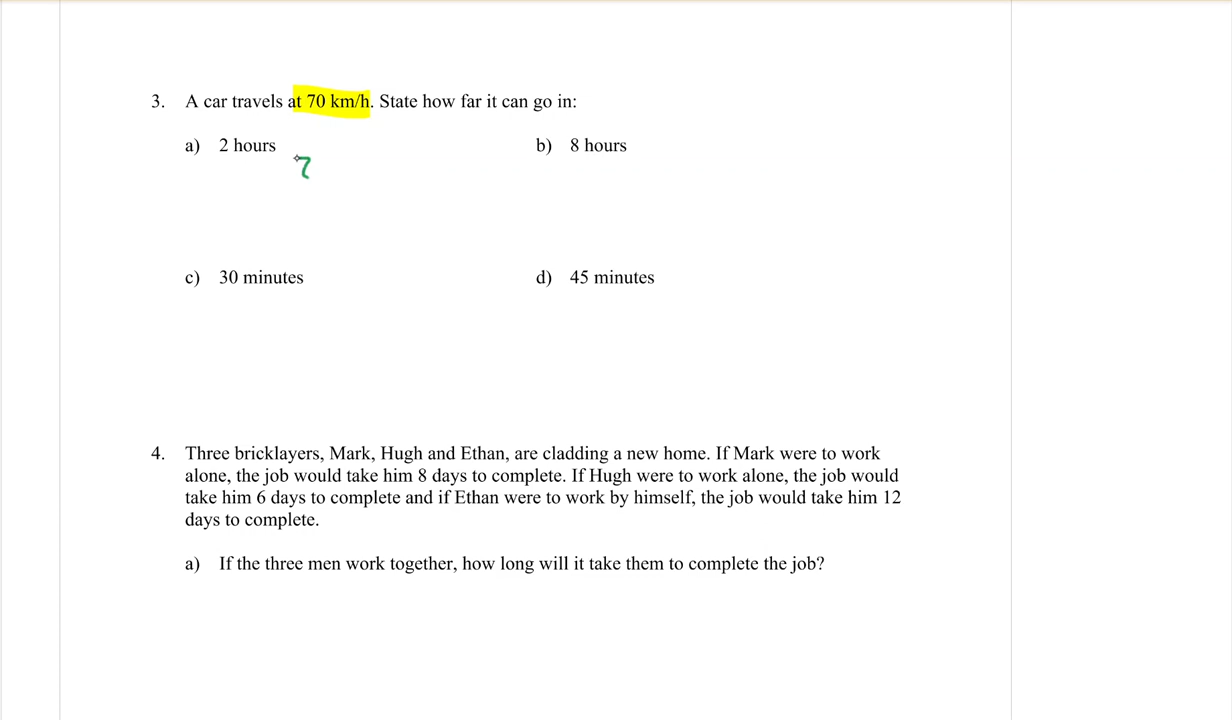 3. A car travels at 70 km/h. State how far it can go in:
a) 2 hours b) 8 hours
7
c) 30 minutes d) 45 minutes
4. Three bricklayers, Mark, Hugh and Ethan, are cladding a new home. If Mark were to work
alone, the job would take him 8 days to complete. If Hugh were to work alone, the job would
take him 6 days to complete and if Ethan were to work by himself, the job would take him 12
days to complete.
a) If the three men work together, how long will it take them to complete the job?